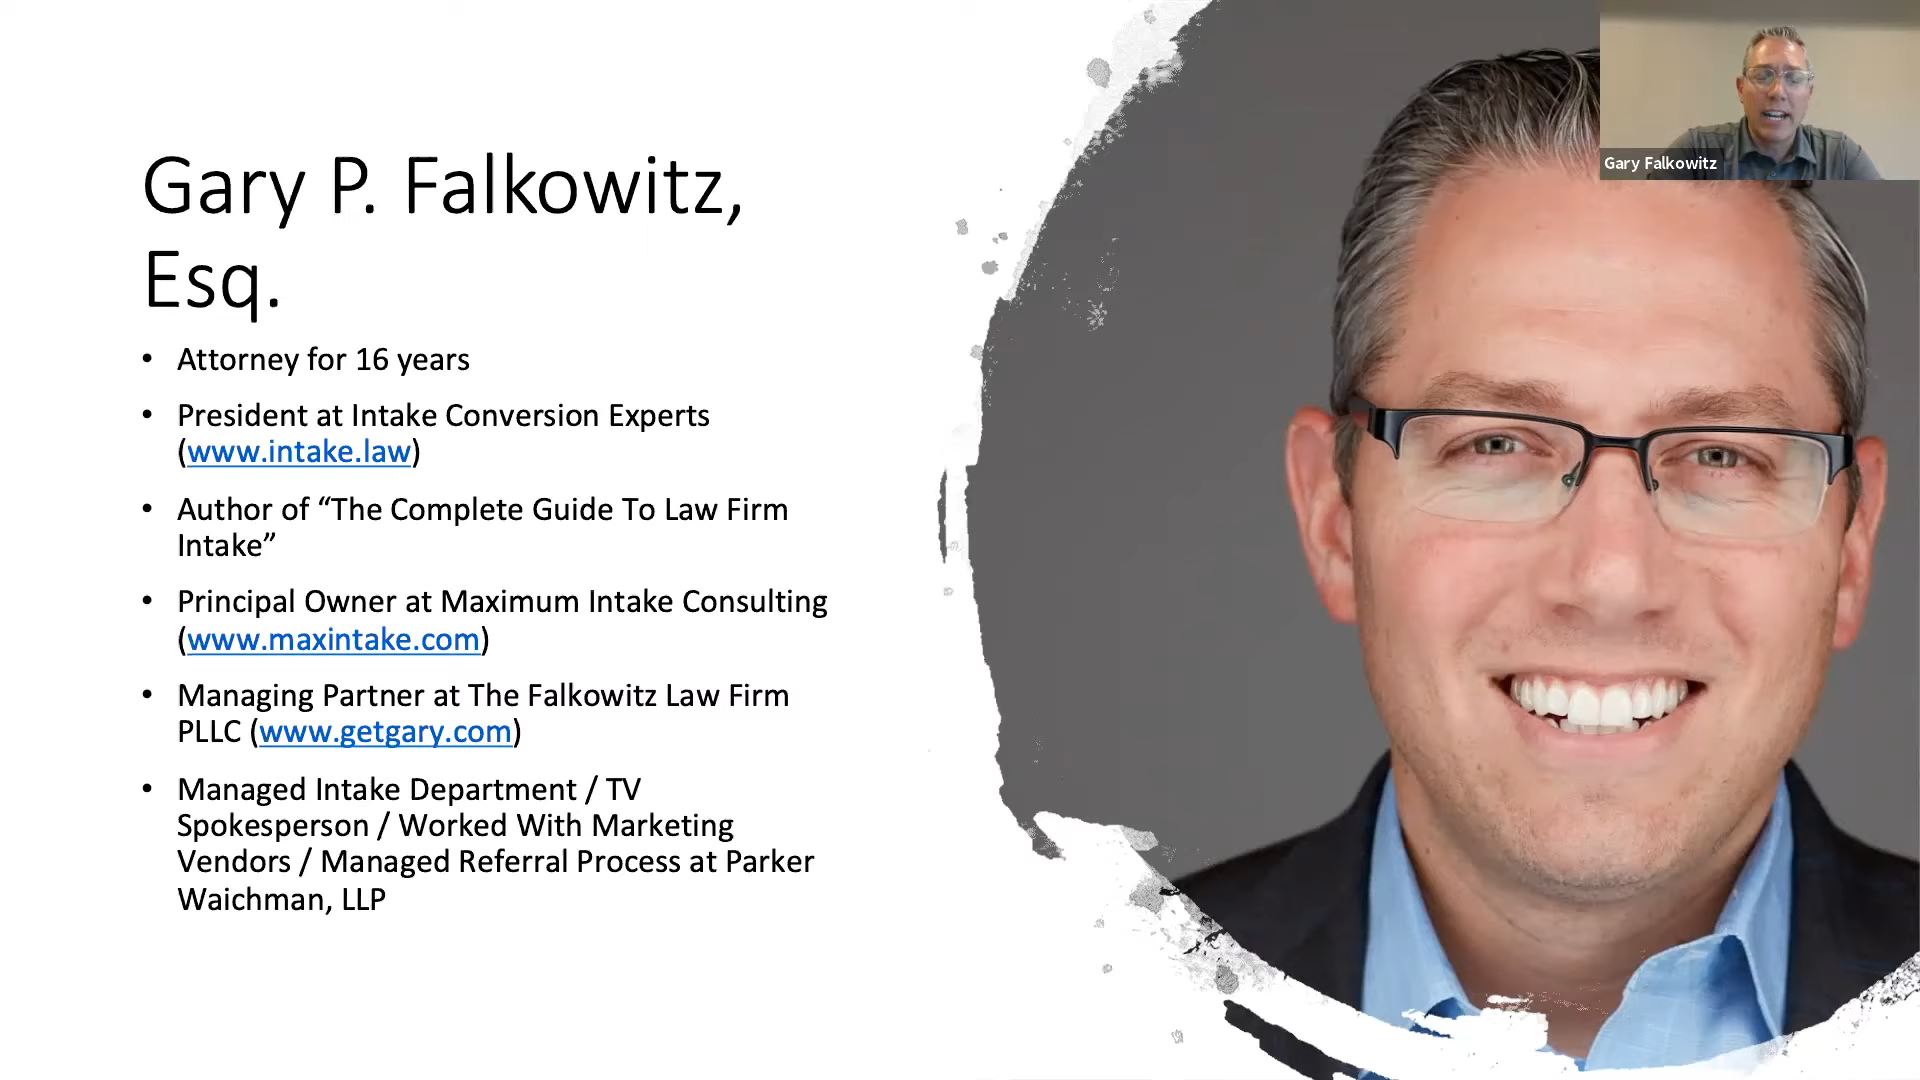 Gary P. Falkowitz,
Esq.
• Attorney for 16 years
• President at Intake Conversion Experts
(www.intake.law)
• Author of “The Complete Guide To Law Firm
Intake”
• Principal Owner at Maximum Intake Consulting
(www.maxintake.com)
• Managing Partner at The Falkowitz Law Firm
PLLC (www.getgary.com)
• Managed Intake Department / TV
Spokesperson / Worked With Marketing
Vendors / Managed Referral Process at Parker
Waichman, LLP
Gary Falkowitz